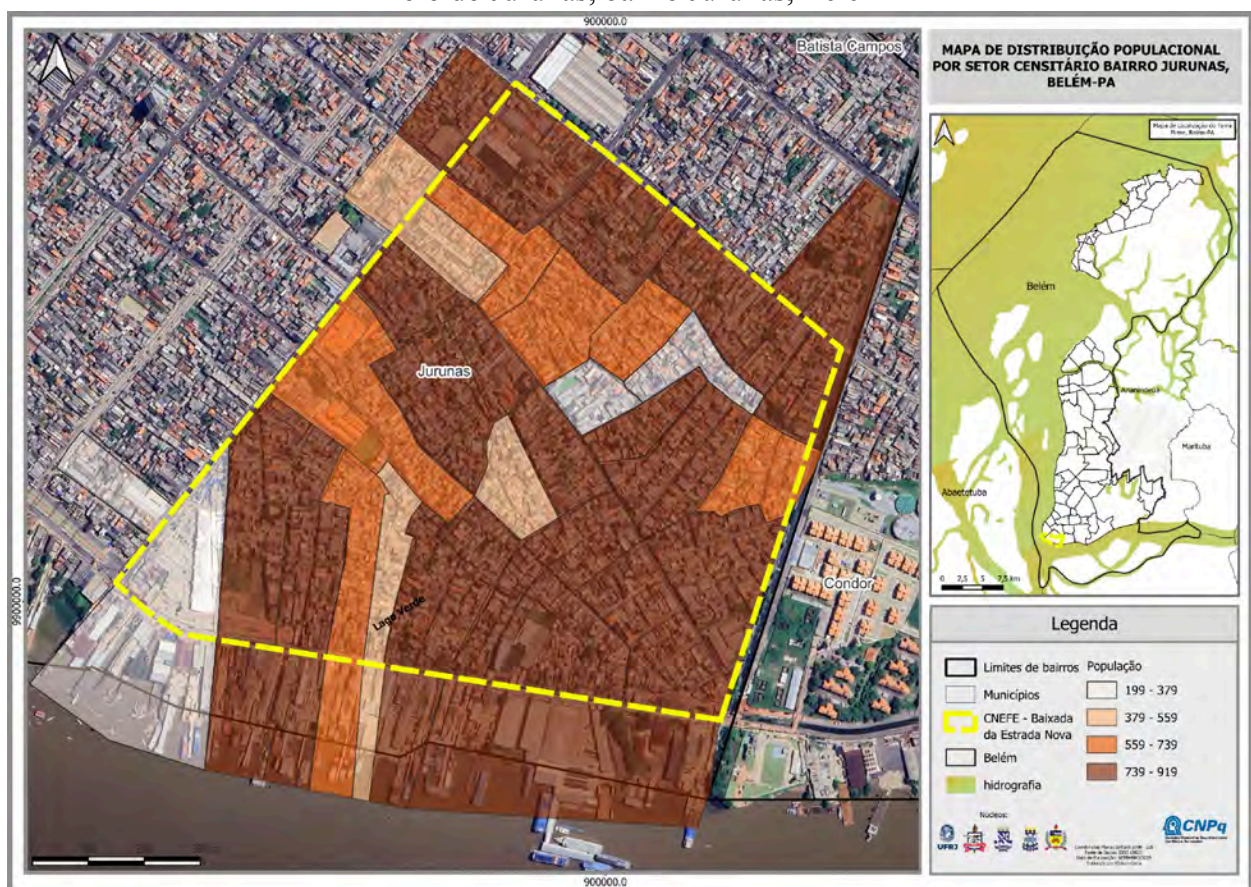 900000.0
Batista Campos
Jurunas
Condor
Lago Verde
9900000.0
900000.0
MAPA DE DISTRIBUIÇÃO POPULACIONAL
POR SETOR CENSITÁRIO BAIRRO JURUNAS,
BELÉM-PA
Belém
Ananindeua
Marituba
Abaetetuba
0 7,5 5 7,5 km
Legenda
Limites de bairros
Municípios
CNEFE - Baixada
da Estrada Nova
Belém
hidrografia
População
199 - 379
379 - 559
559 - 739
739 - 919
Núcleos:
UFRJ
CNPq